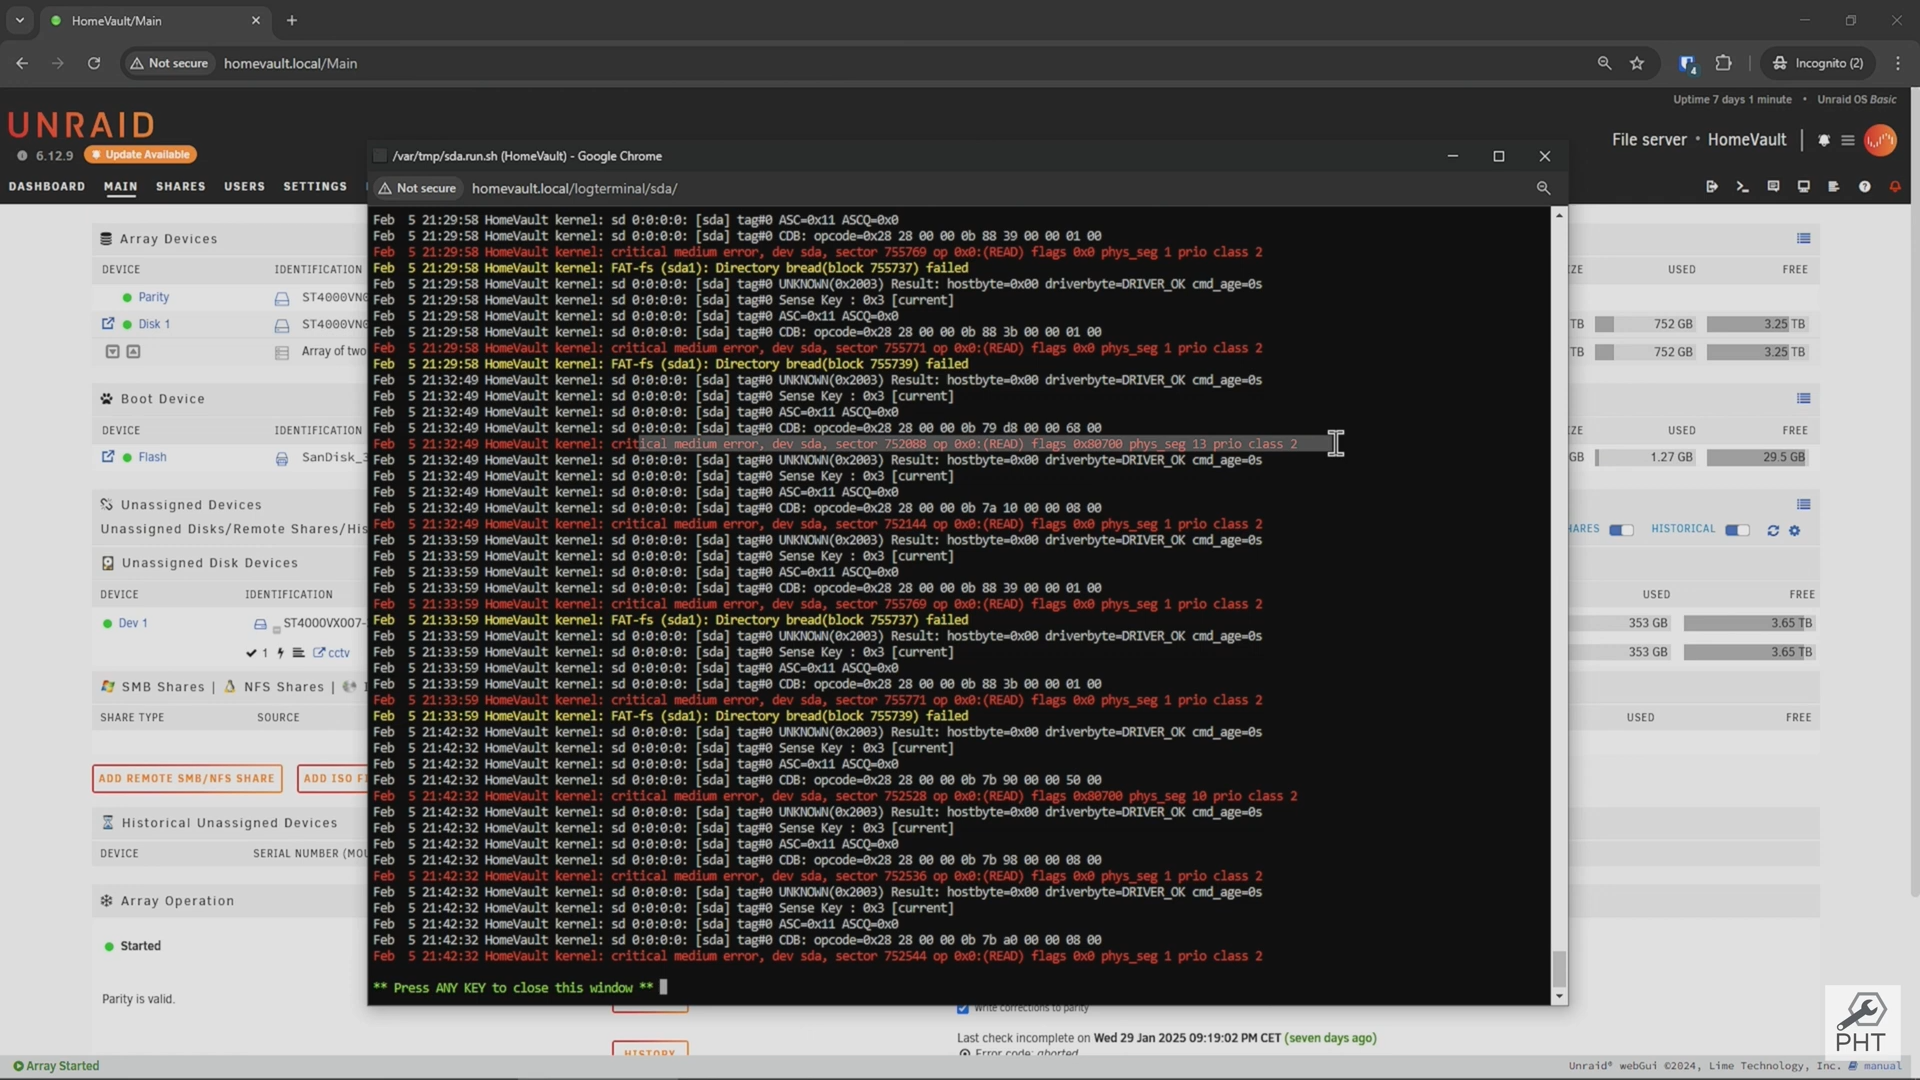 HomeVault/Main
Not secure
homevault.local/Main
4
Incognito (2)
Uptime 7 days 1 minute • Unraid OS Basic
UNRAID
6.12.9
Update Available
File server • HomeVault
DASHBOARD MAIN SHARES USERS SETTINGS
/var/tmp/sda.run.sh (HomeVault) - Google Chrome
Not secure
homevault.local/logterminal/sda/
Array Devices
DEVICE IDENTIFICATION
Parity ST4000VN0
Disk 1 ST4000VN0
Array of two
Boot Device
DEVICE IDENTIFICATION
Flash SanDisk_3
Unassigned Devices
Unassigned Disks/Remote Shares/His
Unassigned Disk Devices
DEVICE IDENTIFICATION
Dev 1 ST4000VX007-
1 cctv
SMB Shares | NFS Shares | I
SHARE TYPE SOURCE
ADD REMOTE SMB/NFS SHARE
ADD ISO FI
Historical Unassigned Devices
DEVICE SERIAL NUMBER (MOU
Array Operation
Started
Parity is valid.
Feb 5 21:29:58 HomeVault kernel: sd 0:0:0:0: [sda] tag#0 ASC=0x11 ASCQ=0x0
Feb 5 21:29:58 HomeVault kernel: sd 0:0:0:0: [sda] tag#0 CDB: opcode=0x28 28 00 00 0b 88 39 00 00 01 00
Feb 5 21:29:58 HomeVault kernel: critical medium error, dev sda, sector 755769 op 0x0:(READ) flags 0x0 phys_seg 1 prio class 2
Feb 5 21:29:58 HomeVault kernel: FAT-fs (sda1): Directory bread(block 755737) failed
Feb 5 21:29:58 HomeVault kernel: sd 0:0:0:0: [sda] tag#0 UNKNOWN(0x2003) Result: hostbyte=0x00 driverbyte=DRIVER_OK cmd_age=0s
Feb 5 21:29:58 HomeVault kernel: sd 0:0:0:0: [sda] tag#0 Sense Key : 0x3 [current]
Feb 5 21:29:58 HomeVault kernel: sd 0:0:0:0: [sda] tag#0 ASC=0x11 ASCQ=0x0
Feb 5 21:29:58 HomeVault kernel: sd 0:0:0:0: [sda] tag#0 CDB: opcode=0x28 28 00 00 0b 88 3b 00 00 01 00
Feb 5 21:29:58 HomeVault kernel: critical medium error, dev sda, sector 755771 op 0x0:(READ) flags 0x0 phys_seg 1 prio class 2
Feb 5 21:29:58 HomeVault kernel: FAT-fs (sda1): Directory bread(block 755739) failed
Feb 5 21:32:49 HomeVault kernel: sd 0:0:0:0: [sda] tag#0 UNKNOWN(0x2003) Result: hostbyte=0x00 driverbyte=DRIVER_OK cmd_age=0s
Feb 5 21:32:49 HomeVault kernel: sd 0:0:0:0: [sda] tag#0 Sense Key : 0x3 [current]
Feb 5 21:32:49 HomeVault kernel: sd 0:0:0:0: [sda] tag#0 ASC=0x11 ASCQ=0x0
Feb 5 21:32:49 HomeVault kernel: sd 0:0:0:0: [sda] tag#0 CDB: opcode=0x28 28 00 00 0b 79 d8 00 00 68 00
Feb 5 21:32:49 HomeVault kernel: critical medium error, dev sda, sector 752088 op 0x0:(READ) flags 0x80700 phys_seg 13 prio class 2
Feb 5 21:32:49 HomeVault kernel: sd 0:0:0:0: [sda] tag#0 UNKNOWN(0x2003) Result: hostbyte=0x00 driverbyte=DRIVER_OK cmd_age=0s
Feb 5 21:32:49 HomeVault kernel: sd 0:0:0:0: [sda] tag#0 Sense Key : 0x3 [current]
Feb 5 21:32:49 HomeVault kernel: sd 0:0:0:0: [sda] tag#0 ASC=0x11 ASCQ=0x0
Feb 5 21:32:49 HomeVault kernel: sd 0:0:0:0: [sda] tag#0 CDB: opcode=0x28 28 00 00 0b 7a 10 00 00 08 00
Feb 5 21:32:49 HomeVault kernel: critical medium error, dev sda, sector 752144 op 0x0:(READ) flags 0x0 phys_seg 1 prio class 2
Feb 5 21:33:59 HomeVault kernel: sd 0:0:0:0: [sda] tag#0 UNKNOWN(0x2003) Result: hostbyte=0x00 driverbyte=DRIVER_OK cmd_age=0s
Feb 5 21:33:59 HomeVault kernel: sd 0:0:0:0: [sda] tag#0 Sense Key : 0x3 [current]
Feb 5 21:33:59 HomeVault kernel: sd 0:0:0:0: [sda] tag#0 ASC=0x11 ASCQ=0x0
Feb 5 21:33:59 HomeVault kernel: sd 0:0:0:0: [sda] tag#0 CDB: opcode=0x28 28 00 00 0b 88 39 00 00 01 00
Feb 5 21:33:59 HomeVault kernel: critical medium error, dev sda, sector 755769 op 0x0:(READ) flags 0x0 phys_seg 1 prio class 2
Feb 5 21:33:59 HomeVault kernel: FAT-fs (sda1): Directory bread(block 755737) failed
Feb 5 21:33:59 HomeVault kernel: sd 0:0:0:0: [sda] tag#0 UNKNOWN(0x2003) Result: hostbyte=0x00 driverbyte=DRIVER_OK cmd_age=0s
Feb 5 21:33:59 HomeVault kernel: sd 0:0:0:0: [sda] tag#0 Sense Key : 0x3 [current]
Feb 5 21:33:59 HomeVault kernel: sd 0:0:0:0: [sda] tag#0 ASC=0x11 ASCQ=0x0
Feb 5 21:33:59 HomeVault kernel: sd 0:0:0:0: [sda] tag#0 CDB: opcode=0x28 28 00 00 0b 88 3b 00 00 01 00
Feb 5 21:33:59 HomeVault kernel: critical medium error, dev sda, sector 755771 op 0x0:(READ) flags 0x0 phys_seg 1 prio class 2
Feb 5 21:33:59 HomeVault kernel: FAT-fs (sda1): Directory bread(block 755739) failed
Feb 5 21:42:32 HomeVault kernel: sd 0:0:0:0: [sda] tag#0 UNKNOWN(0x2003) Result: hostbyte=0x00 driverbyte=DRIVER_OK cmd_age=0s
Feb 5 21:42:32 HomeVault kernel: sd 0:0:0:0: [sda] tag#0 Sense Key : 0x3 [current]
Feb 5 21:42:32 HomeVault kernel: sd 0:0:0:0: [sda] tag#0 ASC=0x11 ASCQ=0x0
Feb 5 21:42:32 HomeVault kernel: sd 0:0:0:0: [sda] tag#0 CDB: opcode=0x28 28 00 00 0b 7b 90 00 00 50 00
Feb 5 21:42:32 HomeVault kernel: critical medium error, dev sda, sector 752528 op 0x0:(READ) flags 0x80700 phys_seg 10 prio class 2
Feb 5 21:42:32 HomeVault kernel: sd 0:0:0:0: [sda] tag#0 UNKNOWN(0x2003) Result: hostbyte=0x00 driverbyte=DRIVER_OK cmd_age=0s
Feb 5 21:42:32 HomeVault kernel: sd 0:0:0:0: [sda] tag#0 Sense Key : 0x3 [current]
Feb 5 21:42:32 HomeVault kernel: sd 0:0:0:0: [sda] tag#0 ASC=0x11 ASCQ=0x0
Feb 5 21:42:32 HomeVault kernel: sd 0:0:0:0: [sda] tag#0 CDB: opcode=0x28 28 00 00 0b 7b 98 00 00 08 00
Feb 5 21:42:32 HomeVault kernel: critical medium error, dev sda, sector 752536 op 0x0:(READ) flags 0x0 phys_seg 1 prio class 2
Feb 5 21:42:32 HomeVault kernel: sd 0:0:0:0: [sda] tag#0 UNKNOWN(0x2003) Result: hostbyte=0x00 driverbyte=DRIVER_OK cmd_age=0s
Feb 5 21:42:32 HomeVault kernel: sd 0:0:0:0: [sda] tag#0 Sense Key : 0x3 [current]
Feb 5 21:42:32 HomeVault kernel: sd 0:0:0:0: [sda] tag#0 ASC=0x11 ASCQ=0x0
Feb 5 21:42:32 HomeVault kernel: sd 0:0:0:0: [sda] tag#0 CDB: opcode=0x28 28 00 00 0b 7b a0 00 00 08 00
Feb 5 21:42:32 HomeVault kernel: critical medium error, dev sda, sector 752544 op 0x0:(READ) flags 0x0 phys_seg 1 prio class 2
** Press ANY KEY to close this window **
ZE USED FREE
TB 752 GB 3.25 TB
TB 752 GB 3.25 TB
GB 1.27 GB 29.5 GB
HARES HISTORICAL
USED FREE
353 GB 3.65 TB
353 GB 3.65 TB
USED FREE
Write corrections to parity
Last check incomplete on Wed 29 Jan 2025 09:19:02 PM CET (seven days ago)
Error code: aborted
HISTORY
PHT
Array Started
Unraid® webGui ©2024, Lime Technology, Inc. manual